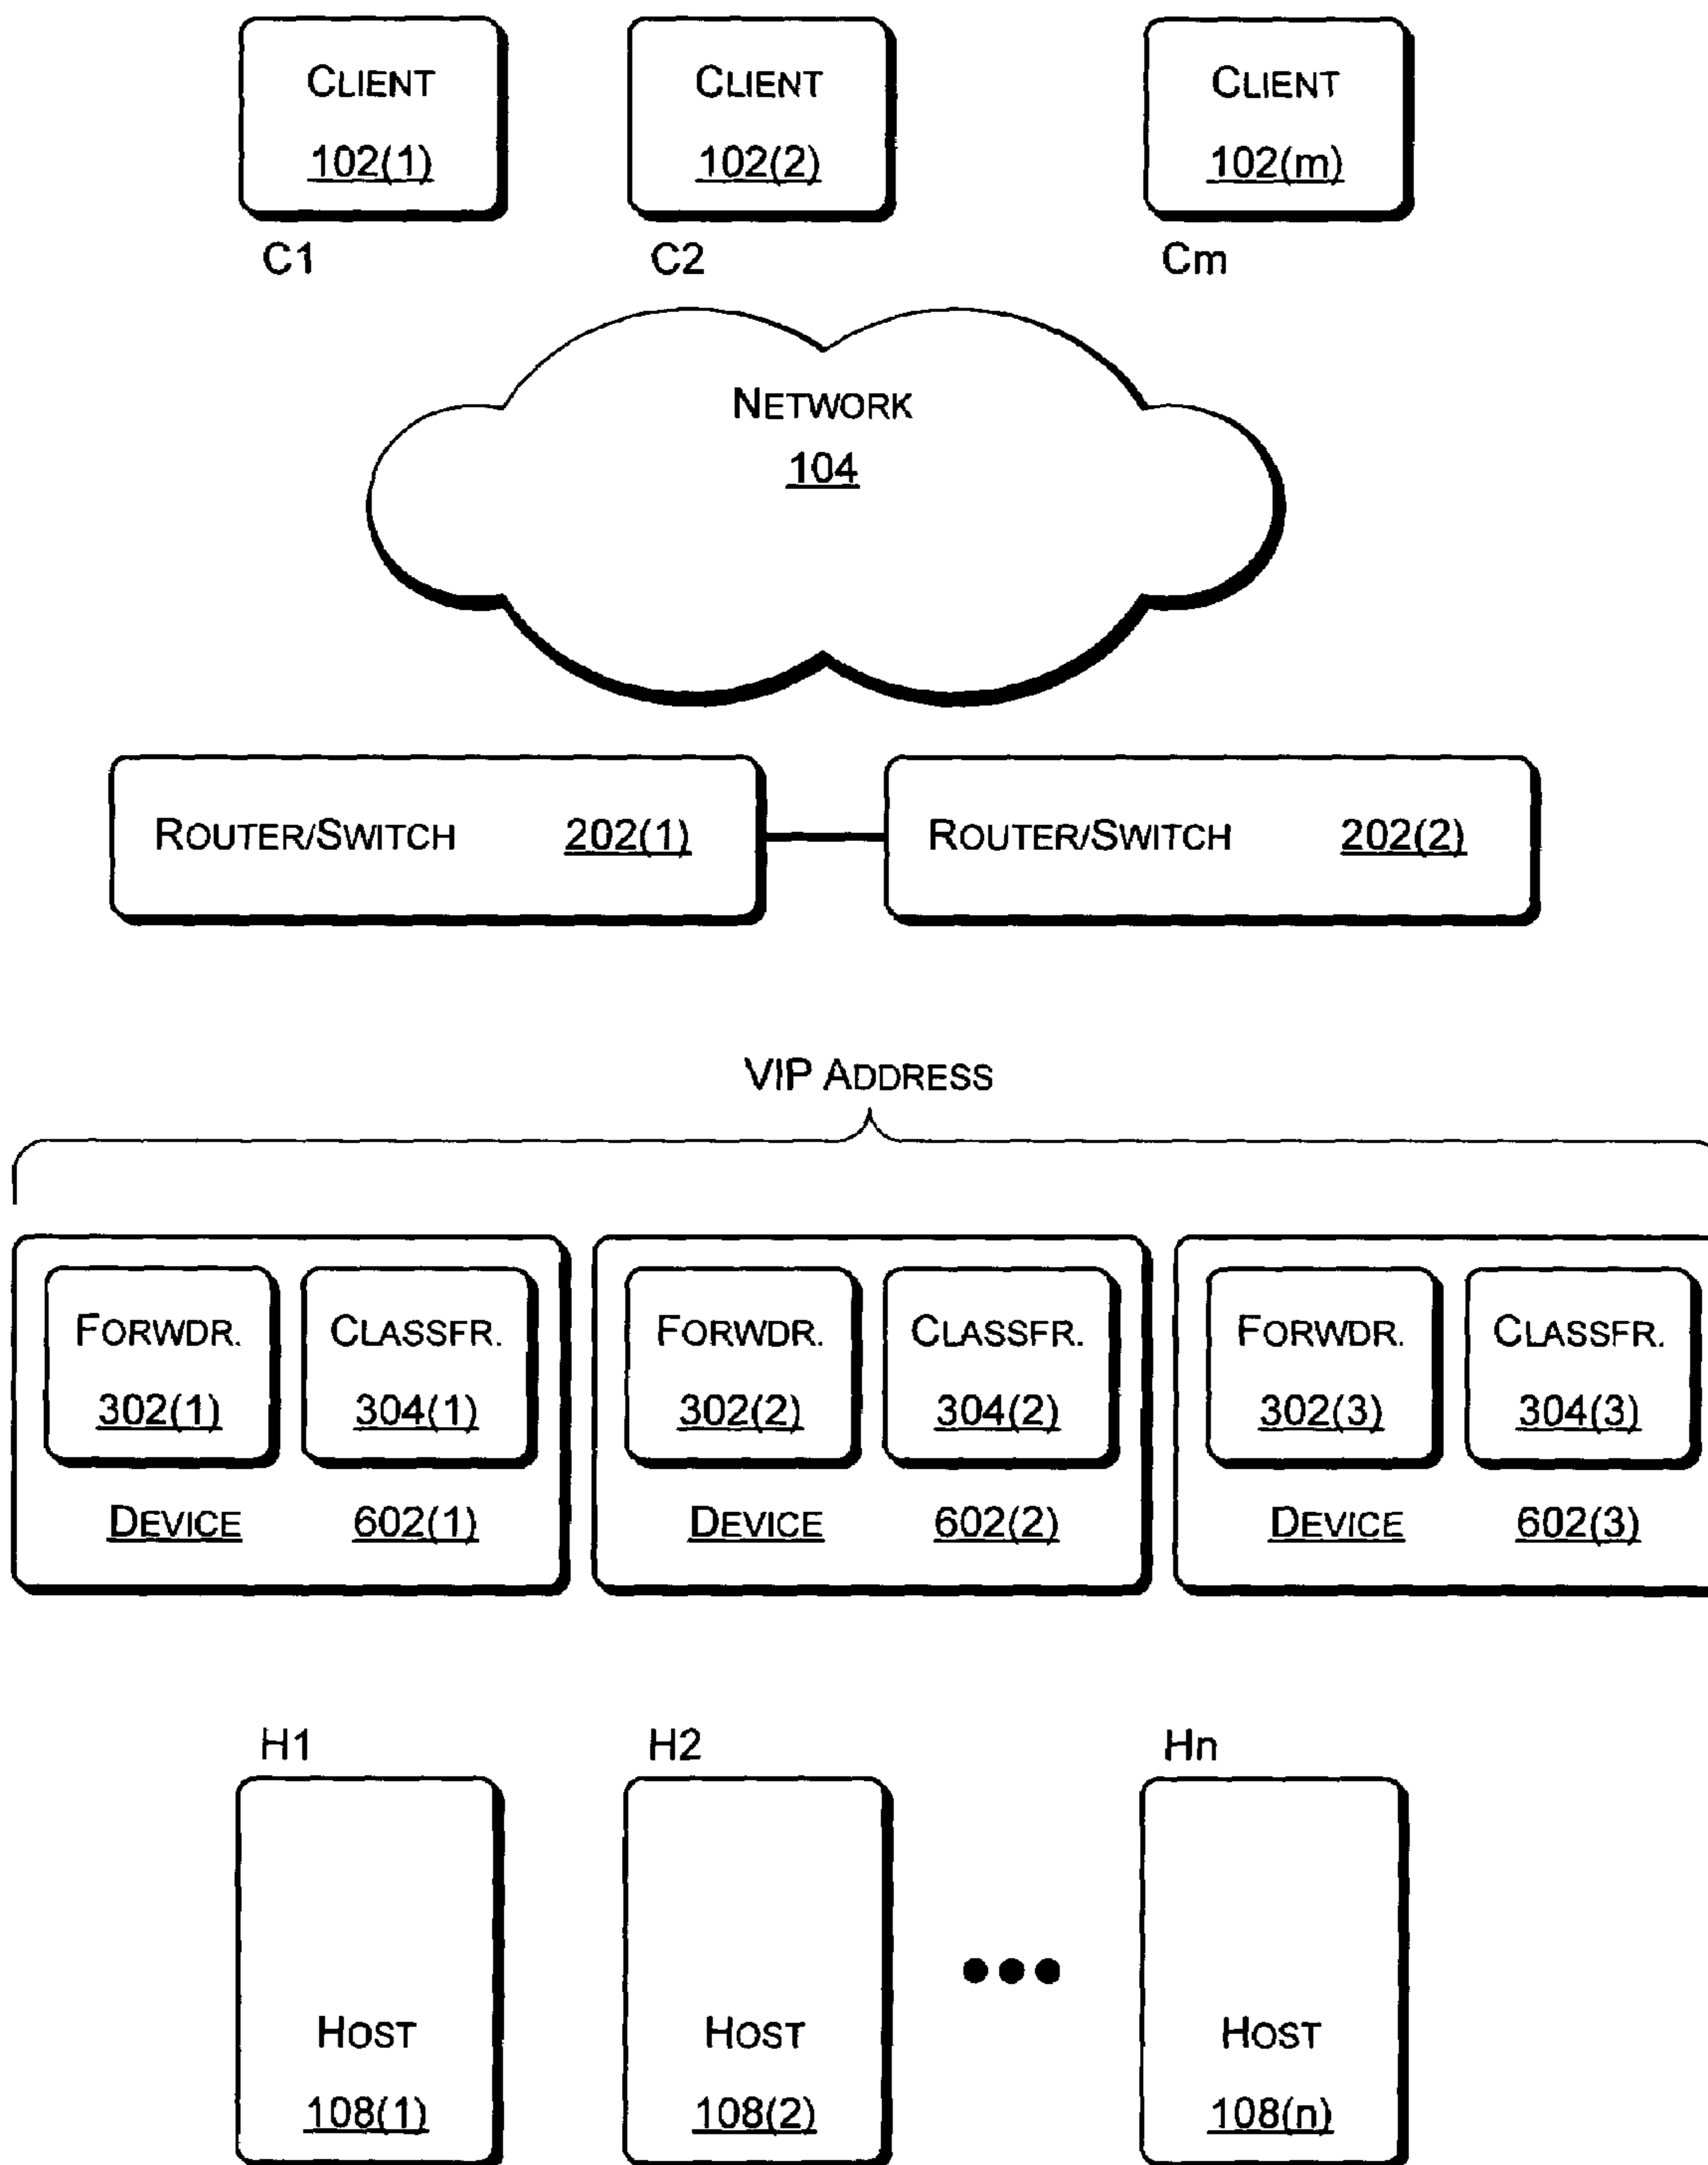 CLIENT CLIENT CLIENT
102(1) 102(2) 102(m)
C1 C2 Cm
NETWORK
104
ROUTER/SWITCH 202(1) ROUTER/SWITCH 202(2)
VIP ADDRESS
FORWDR. CLASSFR. FORWDR. CLASSFR. FORWDR. CLASSFR.
302(1) 304(1) 302(2) 304(2) 302(3) 304(3)
DEVICE 602(1) DEVICE 602(2) DEVICE 602(3)
H1 H2 Hn
HOST HOST HOST
108(1) 108(2) 108(n)